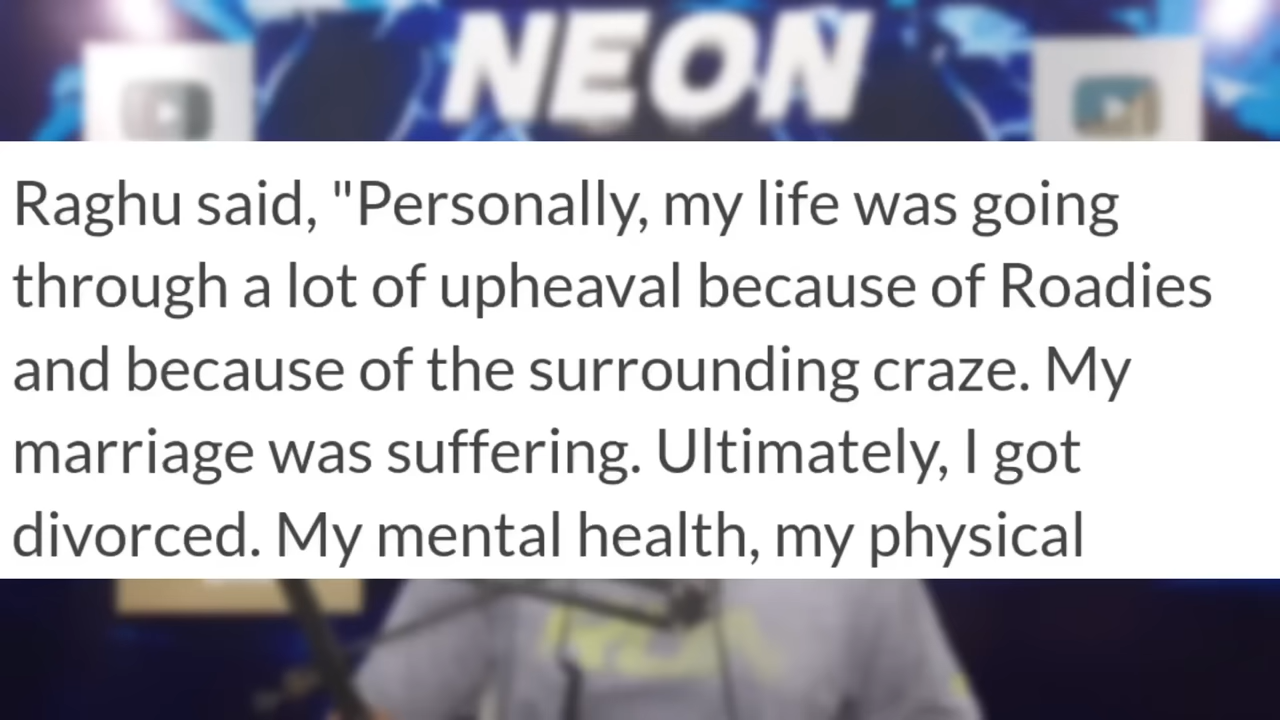 NEON
Raghu said, "Personally, my life was going
through a lot of upheaval because of Roadies
and because of the surrounding craze. My
marriage was suffering. Ultimately, I got
divorced. My mental health, my physical